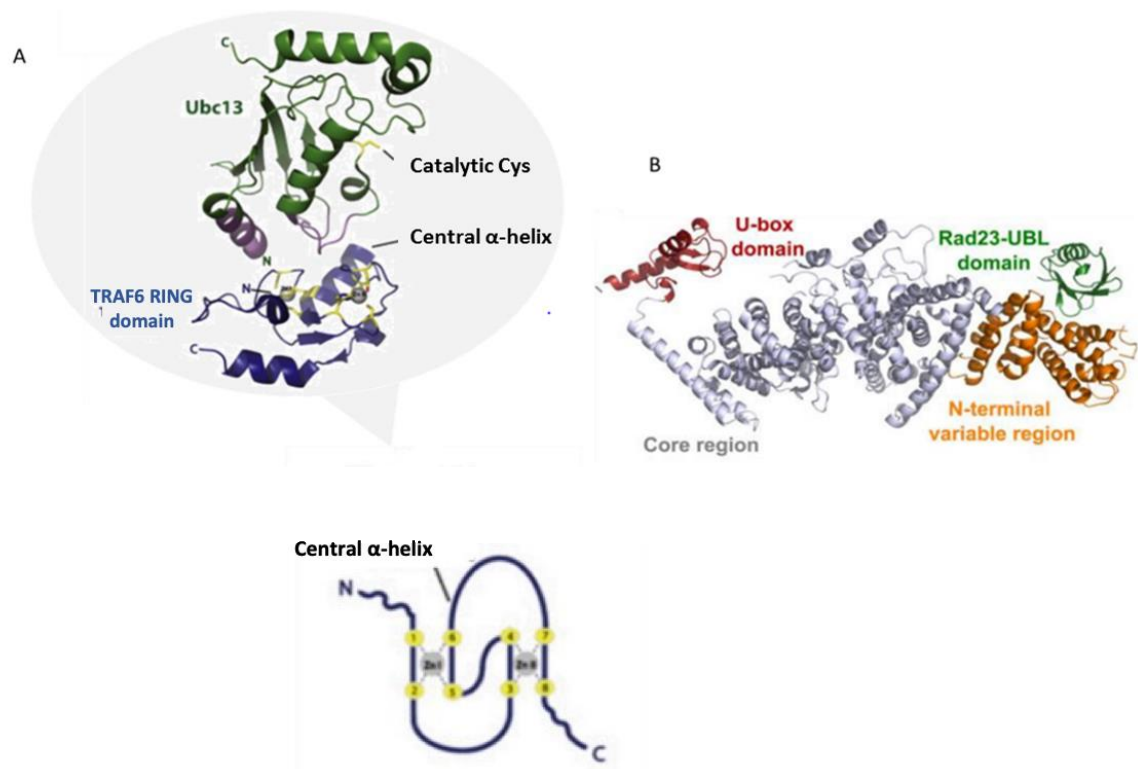 A
C
Ubc13
Catalytic Cys
Central α-helix
N
N
TRAF6 RING
domain
C
B
U-box
domain
Rad23-UBL
domain
N-terminal
variable region
Core region
Central α-helix
N
1 6 4 7
Zn I Zn II
2 5 3 8
C